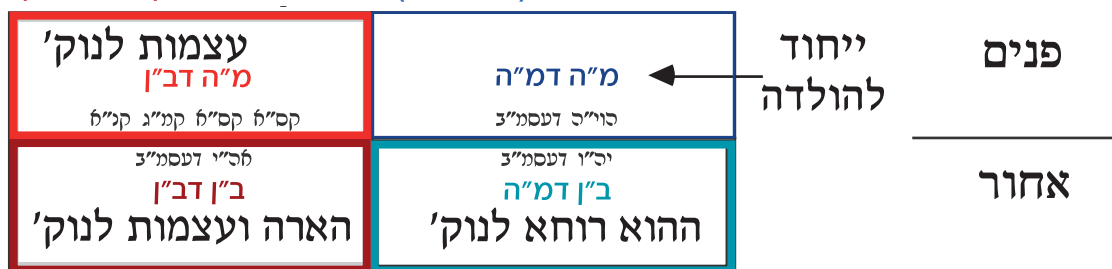 פנים
ייחוד
להולדה
מ״ה דמ״ה
הוי״ה דעסמ״ב
עצמות לנוק׳
מ״ה דב״ן
קס״א קס״א קמ״ג קנ״א
אחור
יה״ו דעסמ״ב
ב״ן דמ״ה
ההוא רוחא לנוק׳
אה״י דעסמ״ב
ב״ן דב״ן
הארה ועצמות לנוק׳